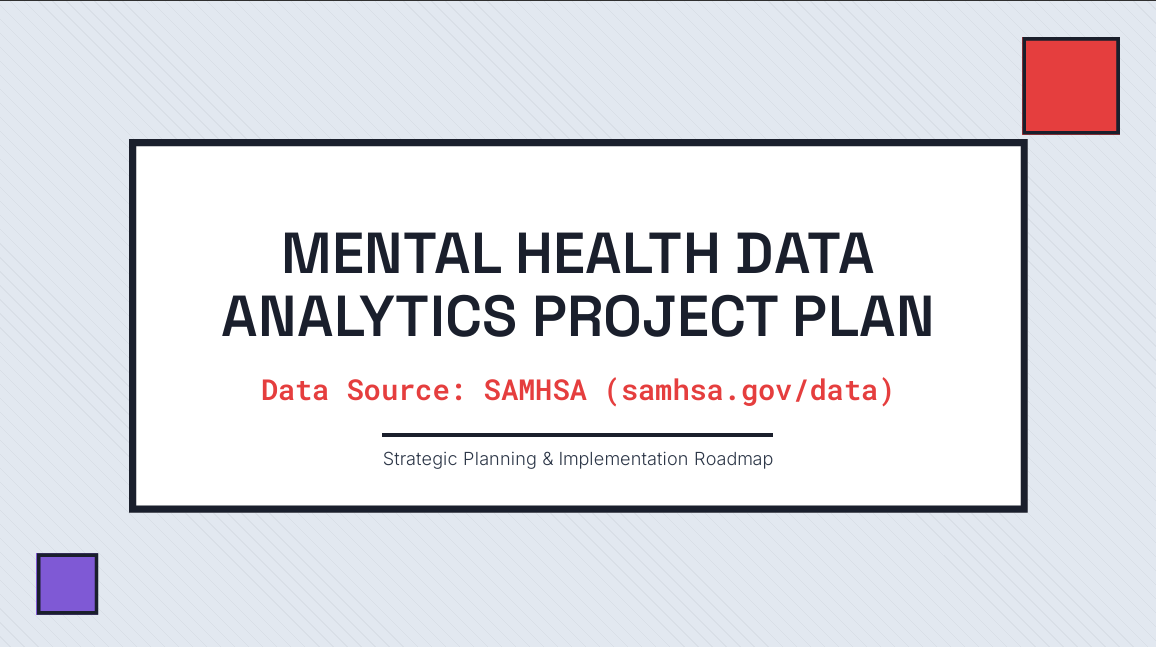 MENTAL HEALTH DATA
ANALYTICS PROJECT PLAN
Data Source: SAMHSA (samhsa.gov/data)
Strategic Planning & Implementation Roadmap